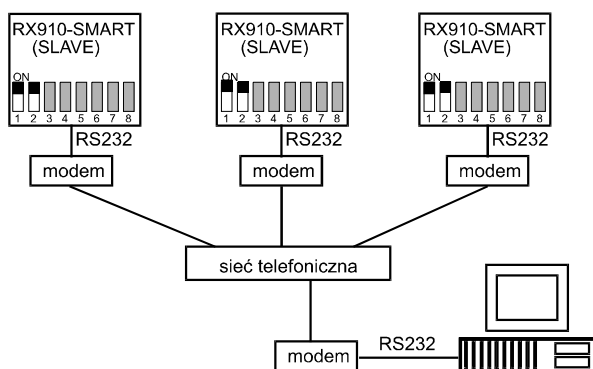 RX910-SMART
(SLAVE)
ON
1 2 3 4 5 6 7 8
RS232
modem
RX910-SMART
(SLAVE)
ON
1 2 3 4 5 6 7 8
RS232
modem
RX910-SMART
(SLAVE)
ON
1 2 3 4 5 6 7 8
RS232
modem
sieć telefoniczna
modem
RS232